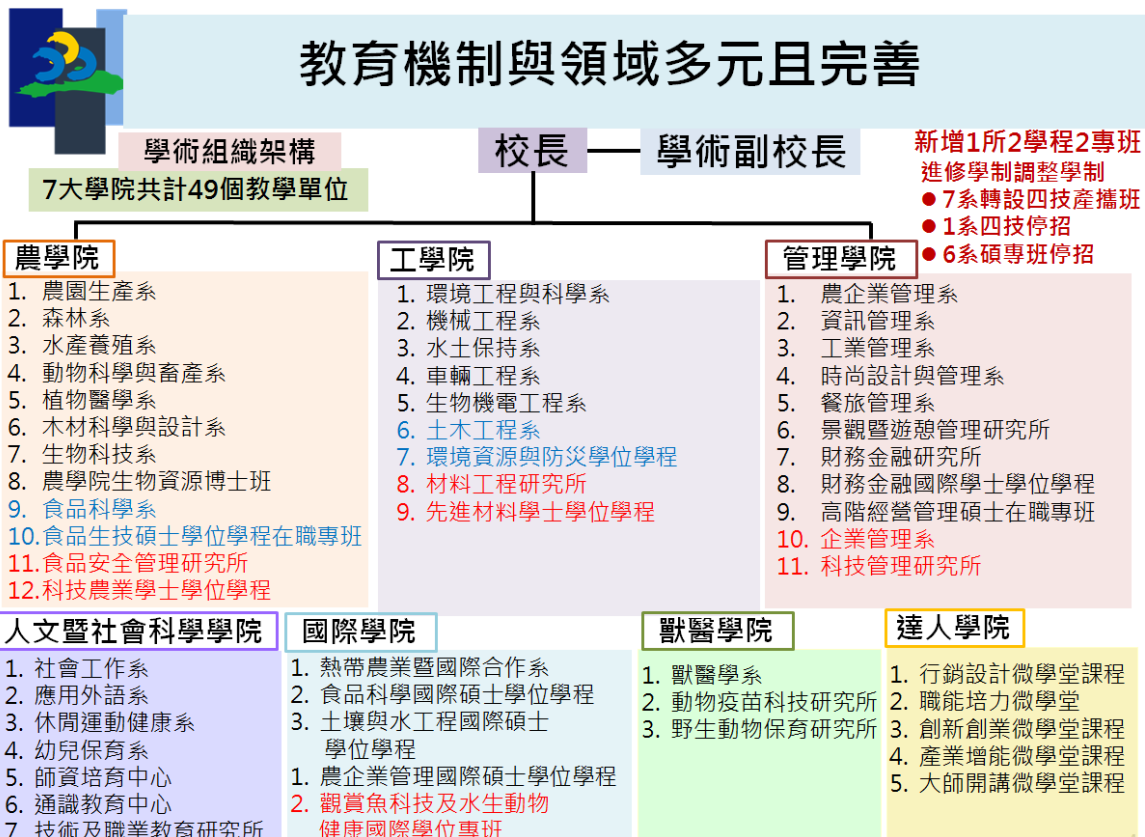 教育機制與領域多元且完善
學術組織架構
7大學院共計49個教學單位
校長
學術副校長
新增1所2學程2專班
進修學制調整學制
●7系轉設四技產攜班
●1系四技停招
●6系碩專班停招
農學院
1. 農園生產系
2. 森林系
3. 水產養殖系
4. 動物科學與畜產系
5. 植物醫學系
6. 木材科學與設計系
7. 生物科技系
8. 農學院生物資源博士班
9. 食品科學系
10.食品生技碩士學位學程在職專班
11.食品安全管理研究所
12.科技農業學士學位學程
工學院
1. 環境工程與科學系
2. 機械工程系
3. 水土保持系
4. 車輛工程系
5. 生物機電工程系
6. 土木工程系
7. 環境資源與防災學位學程
8. 材料工程研究所
9. 先進材料學士學位學程
管理學院
1. 農企業管理系
2. 資訊管理系
3. 工業管理系
4. 時尚設計與管理系
5. 餐旅管理系
6. 景觀暨遊憩管理研究所
7. 財務金融研究所
8. 財務金融國際學士學位學程
9. 高階經營管理碩士在職專班
10. 企業管理系
11. 科技管理研究所
人文暨社會科學學院
1. 社會工作系
2. 應用外語系
3. 休閒運動健康系
4. 幼兒保育系
5. 師資培育中心
6. 通識教育中心
7. 技術及職業教育研究所
國際學院
1. 熱帶農業暨國際合作系
2. 食品科學國際碩士學位學程
3. 土壤與水工程國際碩士
學位學程
1. 農企業管理國際碩士學位學程
2. 觀賞魚科技及水生動物
健康國際學位專班
獸醫學院
1. 獸醫學系
2. 動物疫苗科技研究所
3. 野生動物保育研究所
達人學院
1. 行銷設計微學堂課程
2. 職能培力微學堂
3. 創新創業微學堂課程
4. 產業增能微學堂課程
5. 大師開講微學堂課程